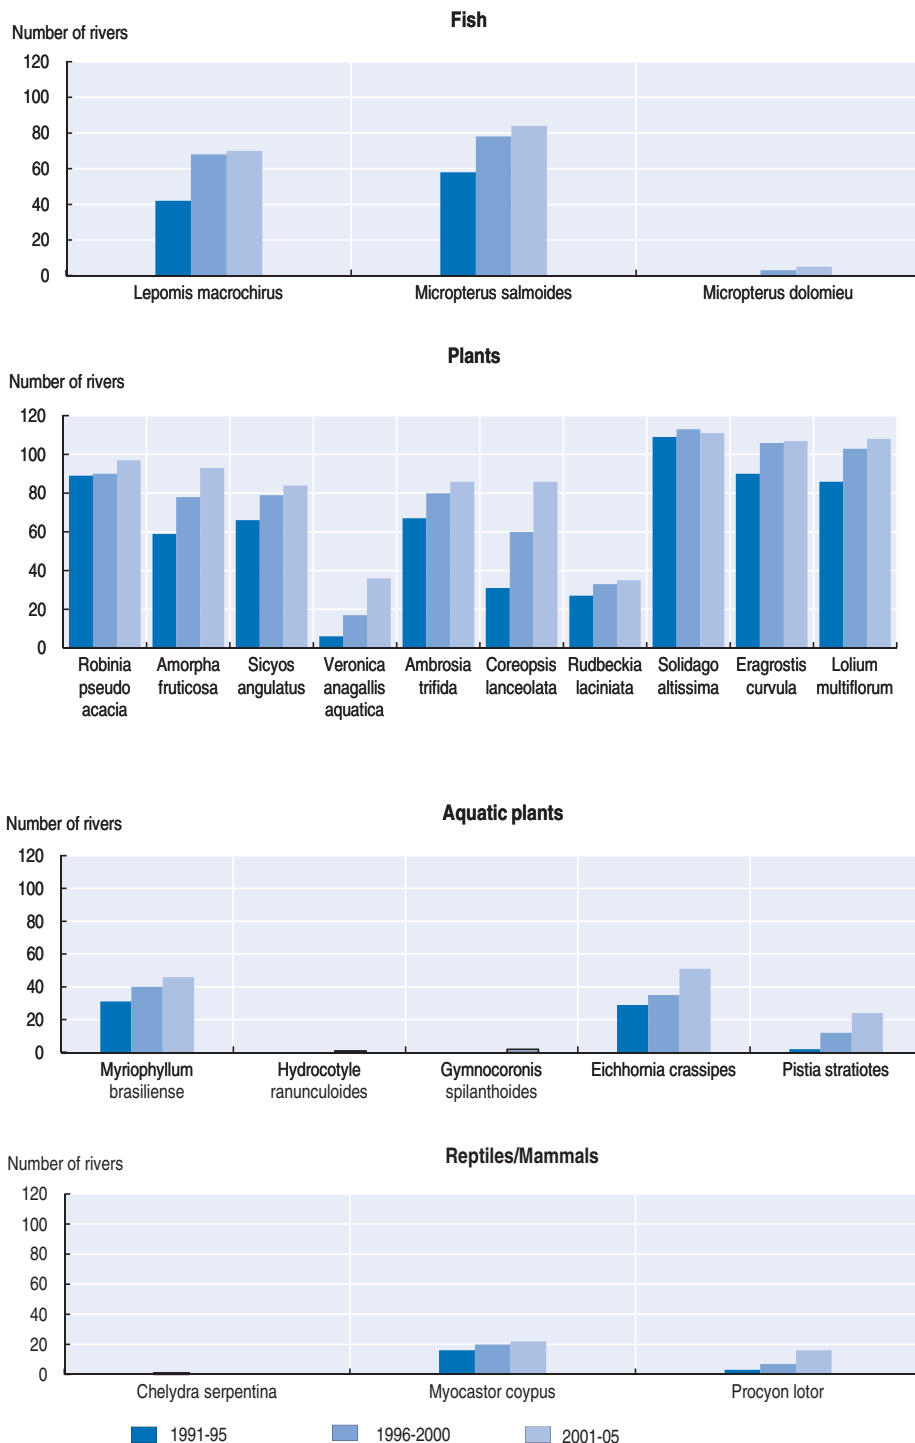 Fish
Number of rivers
120
100
80
60
40
20
0
Lepomis macrochirus
Micropterus salmoides
Micropterus dolomieu
Plants
Number of rivers
120
100
80
60
40
20
0
Robinia
pseudo
acacia
Amorpha
fruticosa
Sicyos
angulatus
Veronica
anagallis
aquatica
Ambrosia
trifida
Coreopsis
lanceolata
Rudbeckia
laciniata
Solidago
altissima
Eragrostis
curvula
Lolium
multiflorum
Aquatic plants
Number of rivers
120
100
80
60
40
20
0
Myriophyllum
brasiliense
Hydrocotyle
ranunculoides
Gymnocoronis
spilanthoides
Eichhornia crassipes
Pistia stratiotes
Reptiles/Mammals
Number of rivers
120
100
80
60
40
20
0
Chelydra serpentina
Myocastor coypus
Procyon lotor
1991-95
1996-2000
2001-05